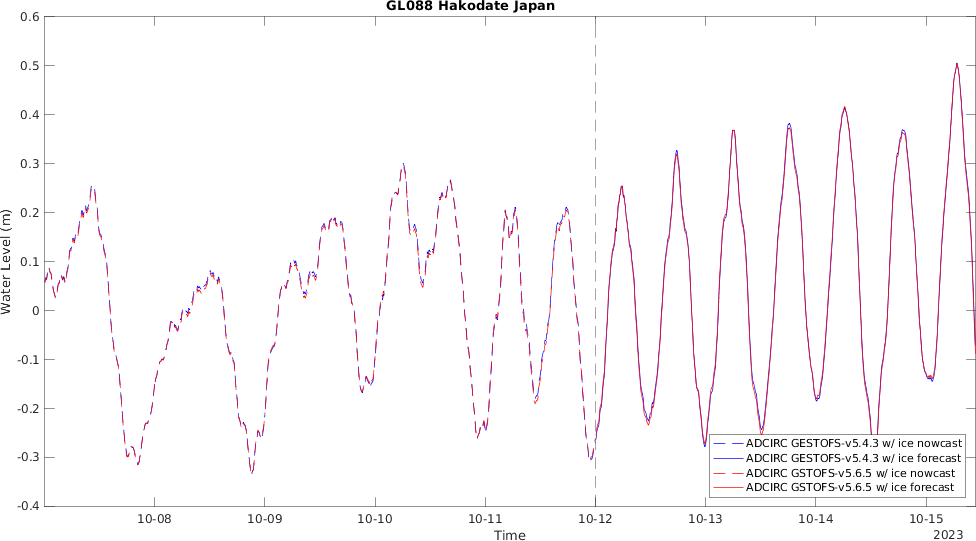 GL088 Hakodate Japan
0.6
0.5
0.4
0.3
0.2
0.1
0
-0.1
-0.2
-0.3
-0.4
Water Level (m)
ADCIRC GESTOFS-v5.4.3 w/ ice nowcast
ADCIRC GESTOFS-v5.4.3 w/ ice forecast
ADCIRC GSTOFS-v5.6.5 w/ ice nowcast
ADCIRC GSTOFS-v5.6.5 w/ ice forecast
10-08 10-09 10-10 10-11 10-12 10-13 10-14 10-15
Time
2023